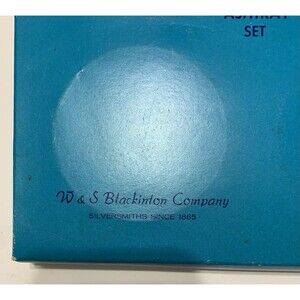 ASHTRAY
SET
W & S Blackinton Company
SILVERSMITHS SINCE 1865